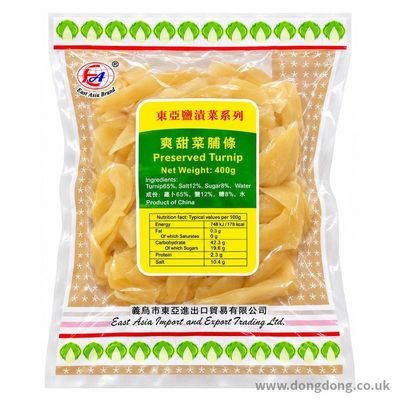 EA
®
East Asia Brand
東亞鹽漬菜系列
爽甜菜脯條
Preserved Turnip
Net Weight: 400g
Ingredients:
Turnip65%, Salt12%, Sugar8%, Water
成份: 蘿卜65%, 鹽12%, 糖8%, 水
Product of China
Nutrition fact: Typical values per 100g
Energy 748 kJ / 178 kcal
Fat 0.3 g
Of which Saturates 0 g
Carbohydrate 42.3 g
Of which Sugars 19.6 g
Protein 2.3 g
Salt 10.4 g
義烏市東亞進出口貿易有限公司
East Asia Import and Export Trading Ltd.
www.dongdong.co.uk